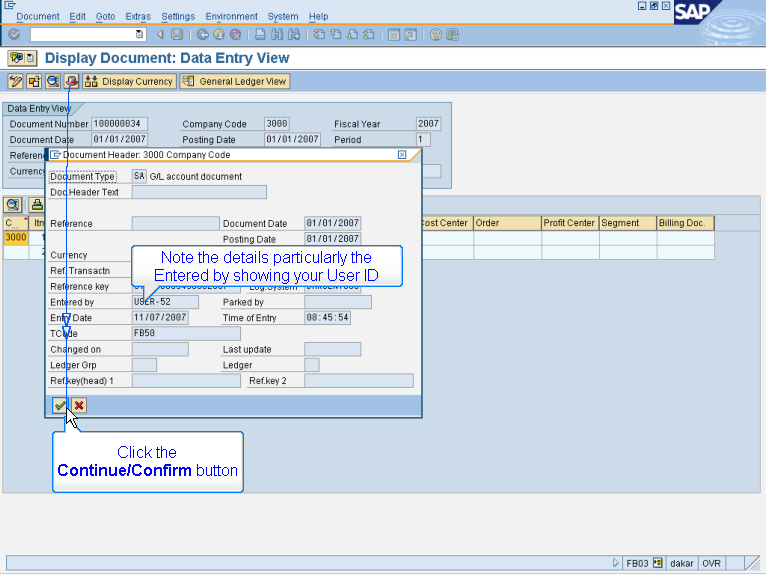 Document Edit Goto Extras Settings Environment System Help
SAP
Display Document: Data Entry View
Display Currency General Ledger View
Data Entry View
Document Number 100000034 Company Code 3000 Fiscal Year 2007
Document Date 01/01/2007 Posting Date 01/01/2007 Period 1
Document Header: 3000 Company Code
Document Type SA G/L account document
Doc.Header Text
Reference Document Date 01/01/2007
Posting Date 01/01/2007
Currency
Ref. Transactn
Reference key
Entered by USER-52 Parked by
Entry Date 11/07/2007 Time of Entry 08:45:54
TCode FB50
Changed on Last update
Ledger Grp Ledger
Ref.key(head) 1 Ref.key 2
Note the details particularly the
Entered by showing your User ID
C... Itm Cost Center Order Profit Center Segment Billing Doc.
3000
Click the
Continue/Confirm button
FB03 dakar OVR